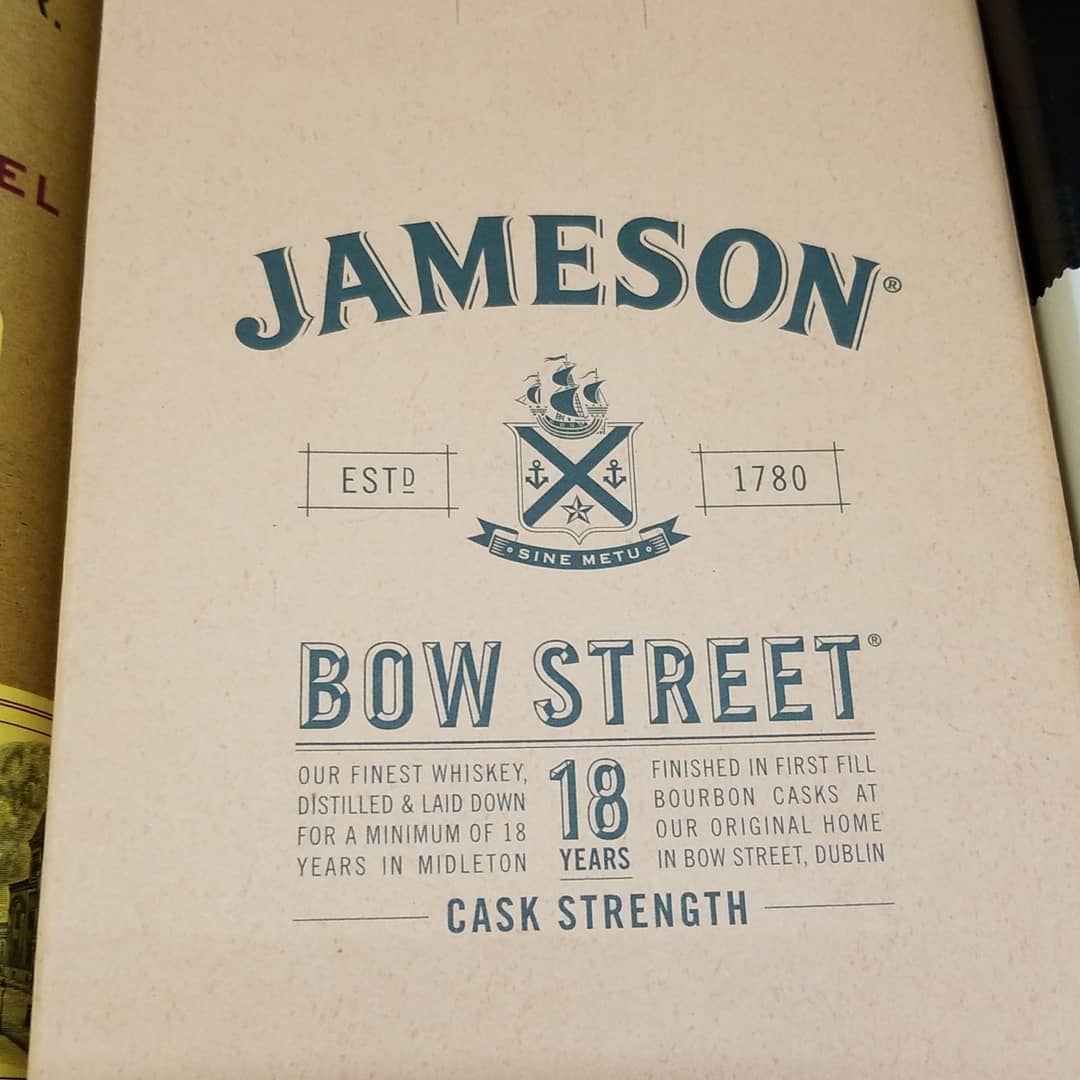 R.
EL
JAMESON®
ESTD
1780
SINE METU
BOW STREET®
OUR FINEST WHISKEY,
DISTILLED & LAID DOWN
FOR A MINIMUM OF 18
YEARS IN MIDLETON
18
YEARS
FINISHED IN FIRST FILL
BOURBON CASKS AT
OUR ORIGINAL HOME
IN BOW STREET, DUBLIN
CASK STRENGTH